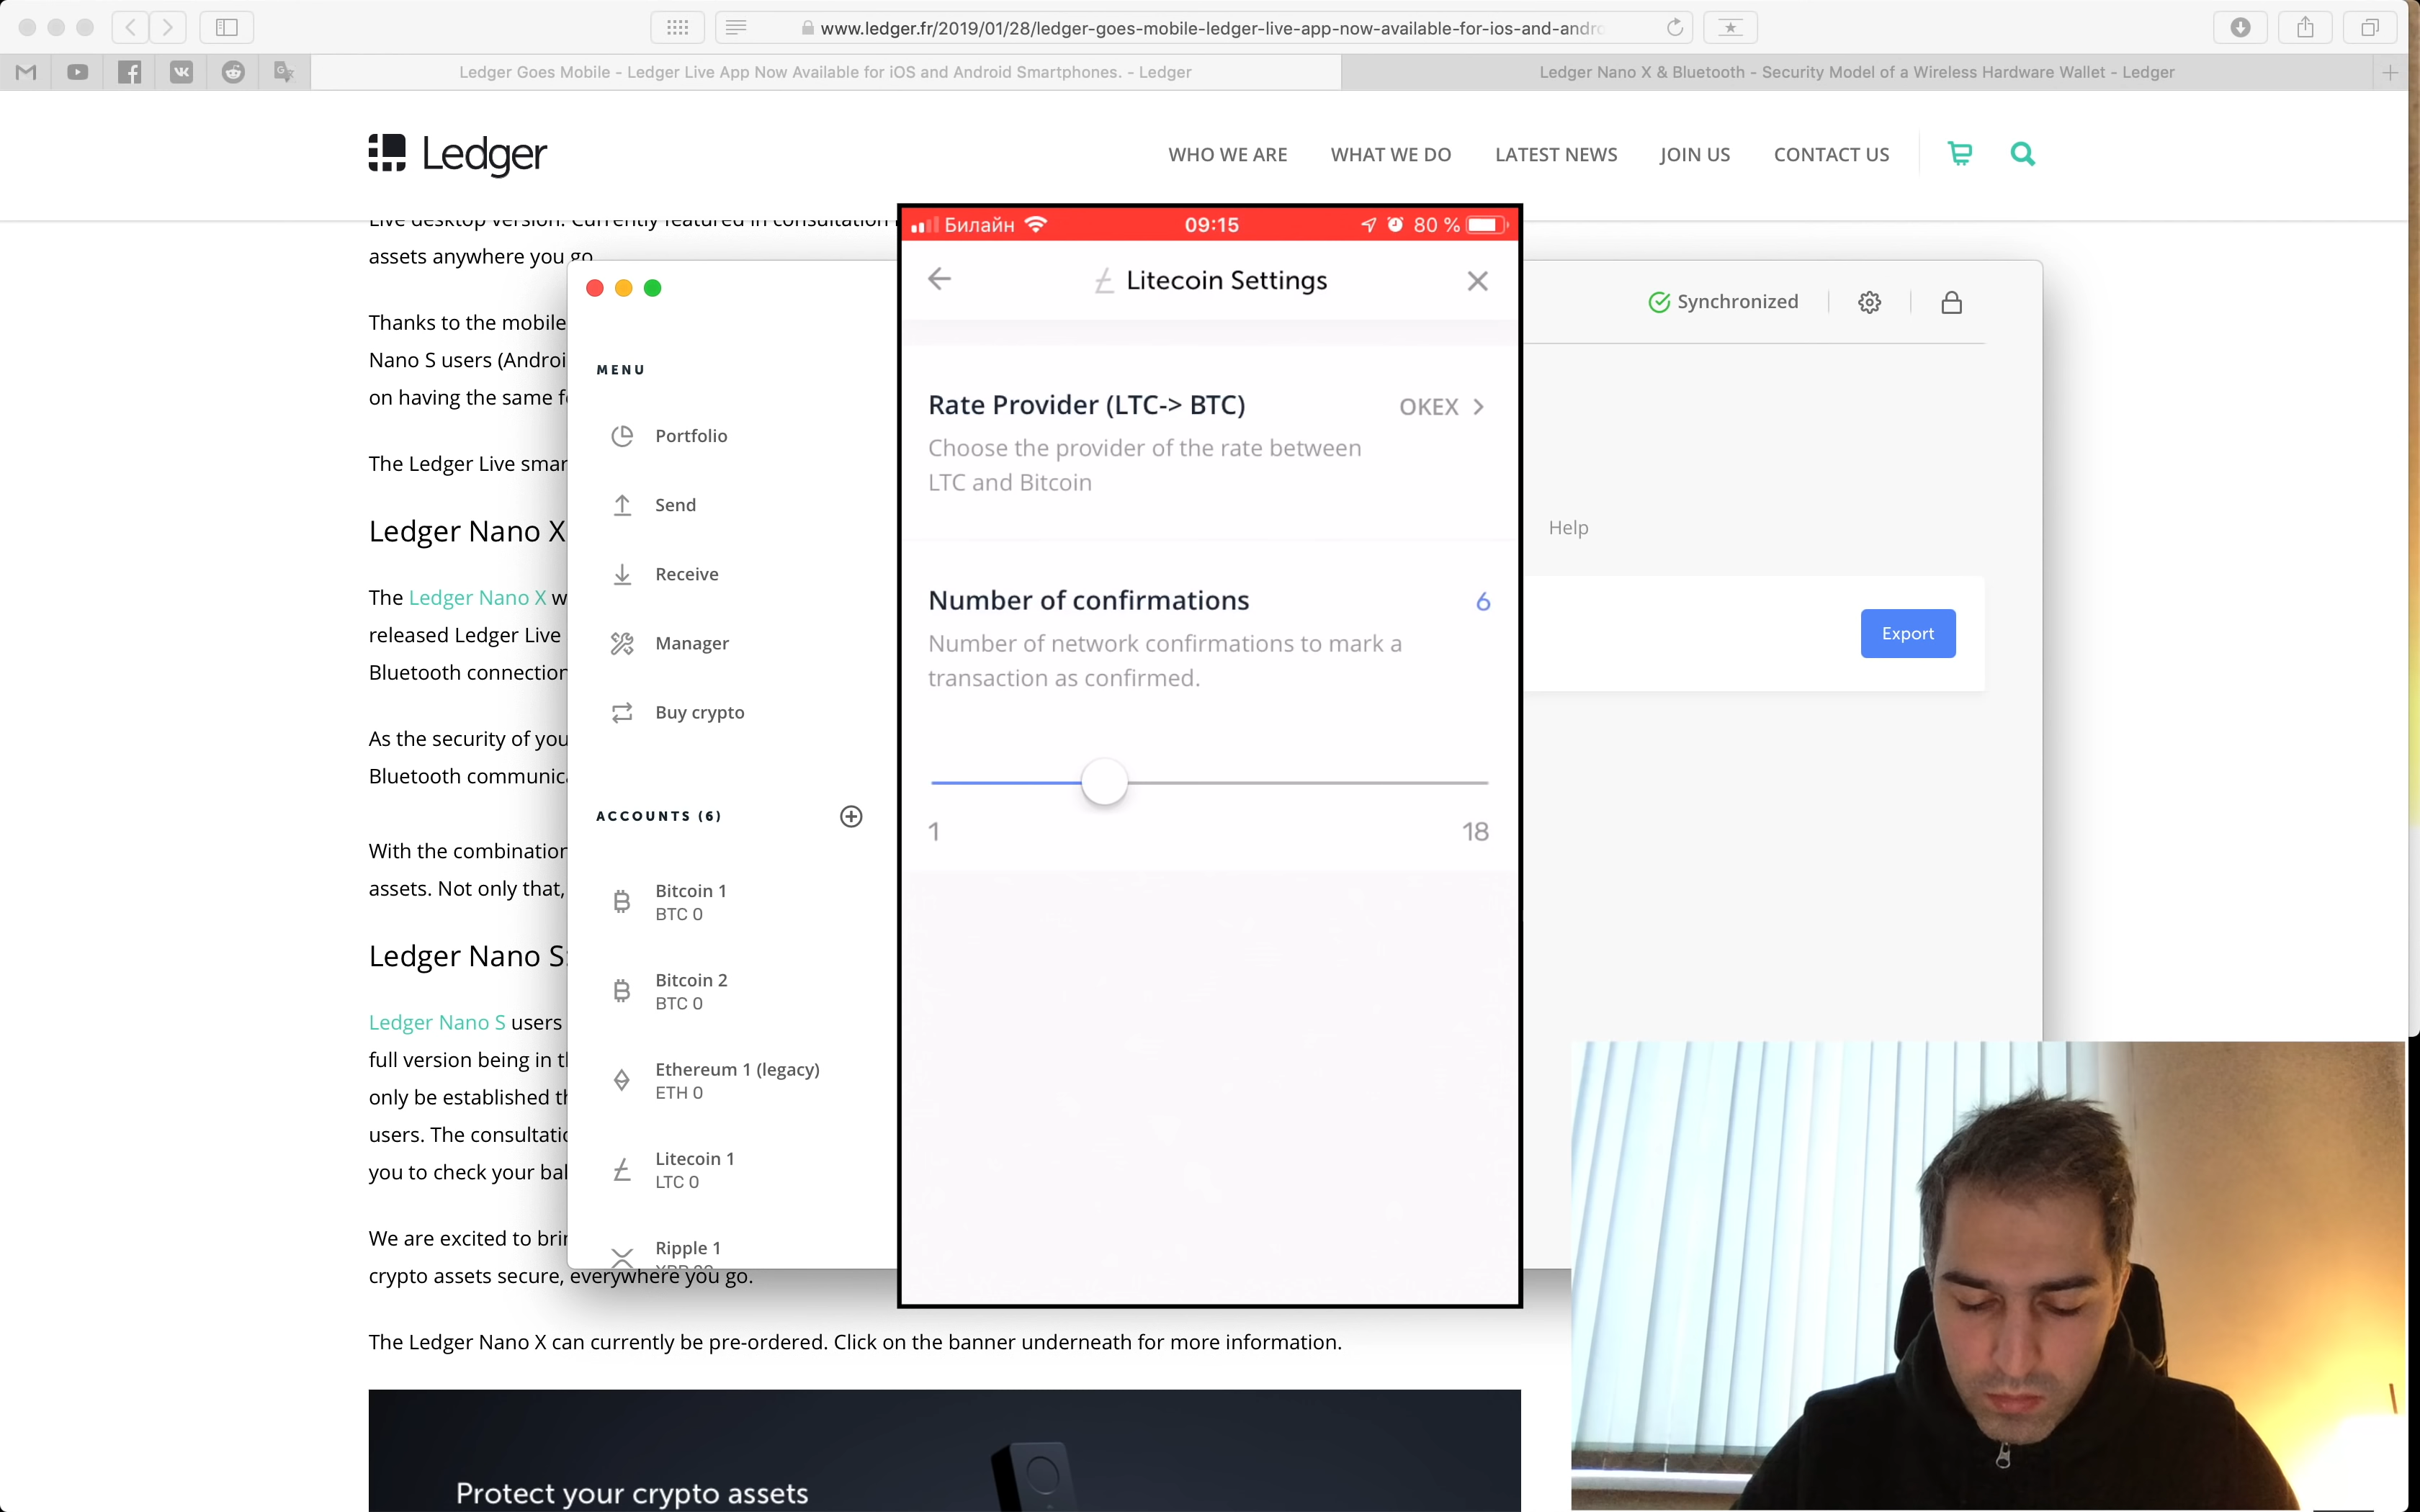 www.ledger.fr/2019/01/28/ledger-goes-mobile-ledger-live-app-now-available-for-ios-and-andro
Ledger Goes Mobile - Ledger Live App Now Available for iOS and Android Smartphones. - Ledger
Ledger Nano X & Bluetooth - Security Model of a Wireless Hardware Wallet - Ledger
Ledger
WHO WE ARE
WHAT WE DO
LATEST NEWS
JOIN US
CONTACT US
Live desktop version. Currently featured in consultation
assets anywhere you go
Thanks to the mobile
Nano S users (Androi
on having the same f
The Ledger Live smar
Ledger Nano X
The Ledger Nano X w
released Ledger Live
Bluetooth connection
As the security of you
Bluetooth communic
With the combination
assets. Not only that,
Ledger Nano S:
Ledger Nano S users
full version being in t
only be established th
users. The consultatio
you to check your bal
We are excited to brin
crypto assets secure, everywhere you go.
The Ledger Nano X can currently be pre-ordered. Click on the banner underneath for more information.
Protect your crypto assets
MENU
Portfolio
Send
Receive
Manager
Buy crypto
ACCOUNTS (6)
Bitcoin 1
BTC 0
Bitcoin 2
BTC 0
Ethereum 1 (legacy)
ETH 0
Litecoin 1
LTC 0
Ripple 1
Билайн
09:15
80 %
Litecoin Settings
Rate Provider (LTC-> BTC)
OKEX
Choose the provider of the rate between
LTC and Bitcoin
Number of confirmations
6
Number of network confirmations to mark a
transaction as confirmed.
1
18
Synchronized
Help
Export